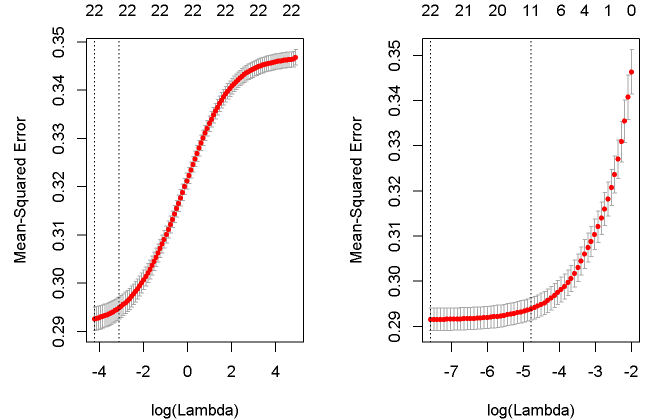 22 22 22 22 22 22 22
Mean-Squared Error
0.35
0.34
0.33
0.32
0.31
0.30
0.29
-4 -2 0 2 4
log(Lambda)
22 21 20 11 6 4 1 0
Mean-Squared Error
0.35
0.34
0.33
0.32
0.31
0.30
0.29
-7 -6 -5 -4 -3 -2
log(Lambda)